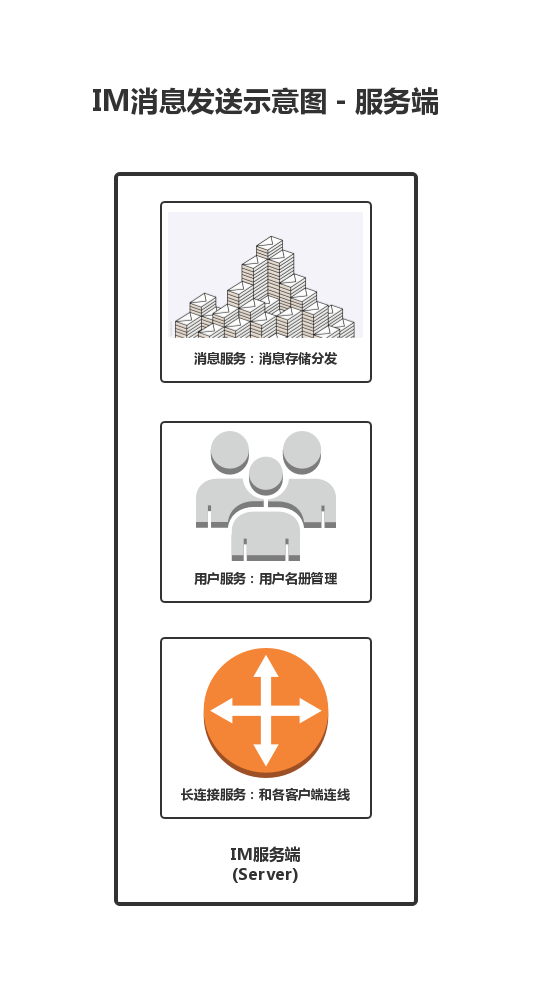 IM消息发送示意图 - 服务端
消息服务：消息存储分发
用户服务：用户名册管理
长连接服务：和各客户端连线
IM服务端
(Server)